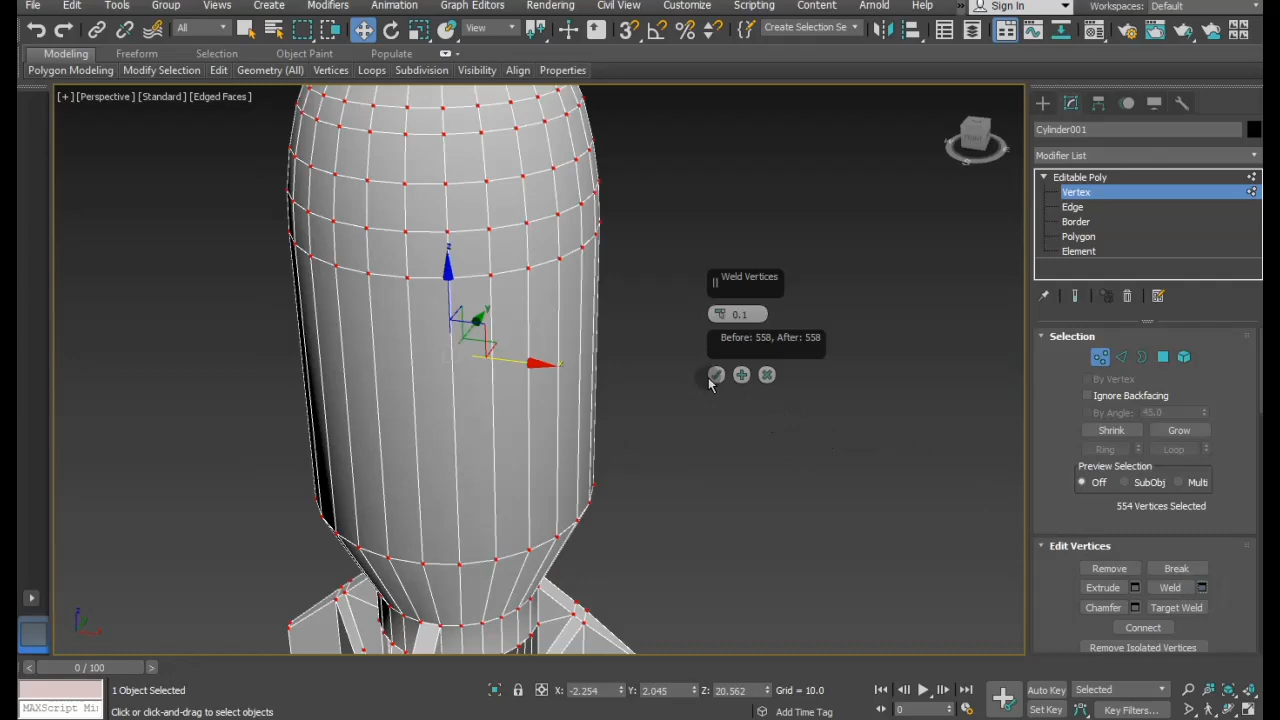 File Edit Tools Group Views Create Modifiers Animation Graph Editors Rendering Civil View Customize Scripting Content Arnold Help Sign In Workspaces: Default
All View Create Selection Se
Modeling Freeform Selection Object Paint Populate
Polygon Modeling Modify Selection Edit Geometry (All) Vertices Loops Subdivision Visibility Align Properties
[+] [Perspective] [Standard] [Edged Faces]
Cylinder001
Modifier List
Editable Poly
Vertex
Edge
Border
Polygon
Element
Weld Vertices
0.1
Before: 558, After: 558
z
y
x
Selection
By Vertex
Ignore Backfacing
By Angle: 45.0
Shrink Grow
Ring Loop
Preview Selection
Off SubObj Multi
554 Vertices Selected
Edit Vertices
Remove Break
Extrude Weld
Chamfer Target Weld
Connect
Remove Isolated Vertices
0 / 100
1 Object Selected
X: -2.254 Y: 2.045 Z: 20.562 Grid = 10.0
Auto Key Selected
MAXScript Mi
Click or click-and-drag to select objects
Add Time Tag
0
Set Key Key Filters...